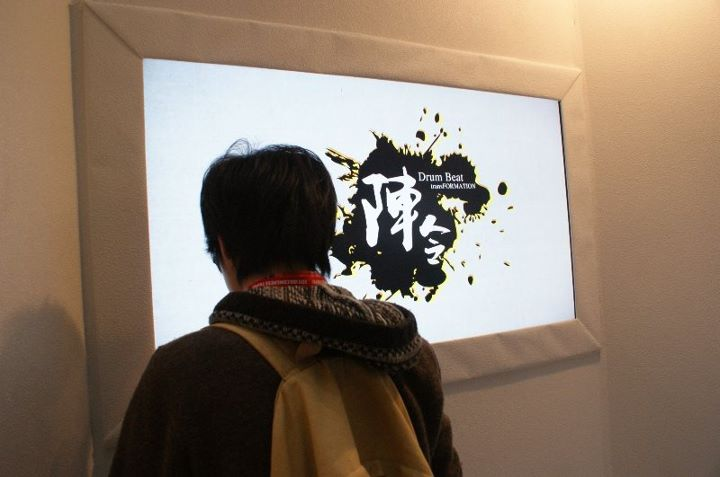 Drum Beat
transFORMATION
陣令